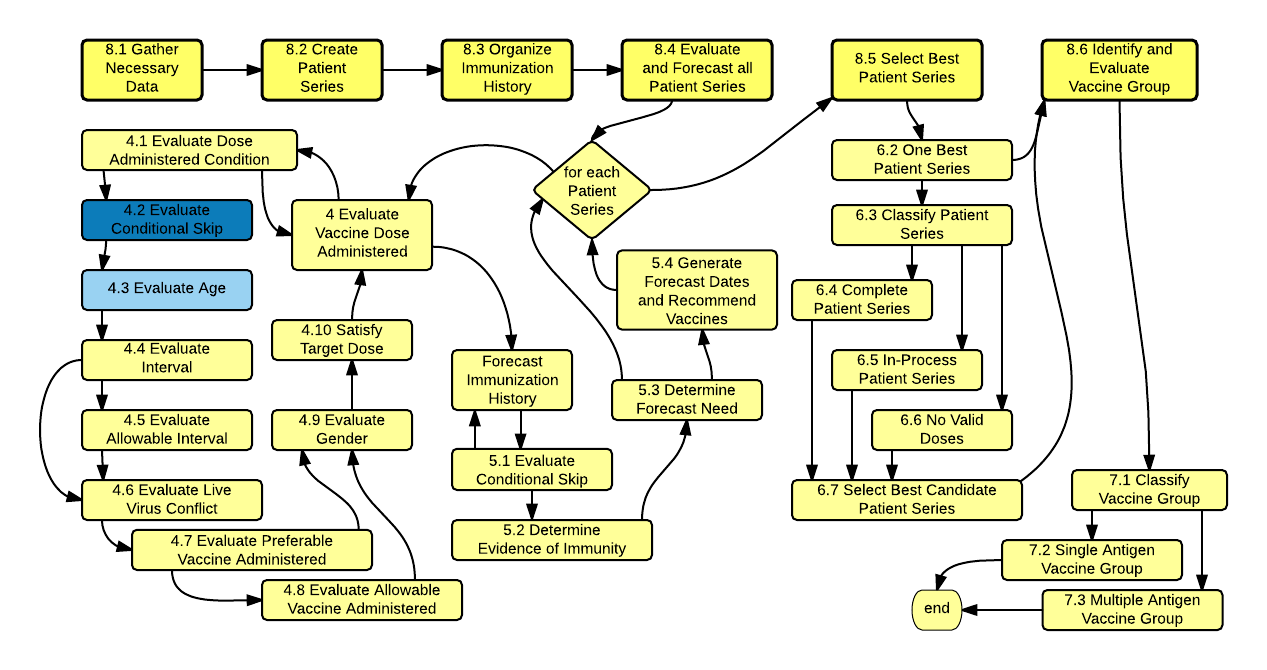 8.1 Gather
Necessary
Data
8.2 Create
Patient
Series
8.3 Organize
Immunization
History
8.4 Evaluate
and Forecast all
Patient Series
8.5 Select Best
Patient Series
8.6 Identify and
Evaluate
Vaccine Group
4.1 Evaluate Dose
Administered Condition
4.2 Evaluate
Conditional Skip
4.3 Evaluate Age
4.4 Evaluate
Interval
4.5 Evaluate
Allowable Interval
4.6 Evaluate Live
Virus Conflict
4.7 Evaluate Preferable
Vaccine Administered
4.8 Evaluate Allowable
Vaccine Administered
4 Evaluate
Vaccine Dose
Administered
4.10 Satisfy
Target Dose
4.9 Evaluate
Gender
for each
Patient
Series
Forecast
Immunization
History
5.1 Evaluate
Conditional Skip
5.2 Determine
Evidence of Immunity
5.4 Generate
Forecast Dates
and Recommend
Vaccines
5.3 Determine
Forecast Need
6.2 One Best
Patient Series
6.3 Classify Patient
Series
6.4 Complete
Patient Series
6.5 In-Process
Patient Series
6.6 No Valid
Doses
6.7 Select Best Candidate
Patient Series
7.1 Classify
Vaccine Group
7.2 Single Antigen
Vaccine Group
7.3 Multiple Antigen
Vaccine Group
end